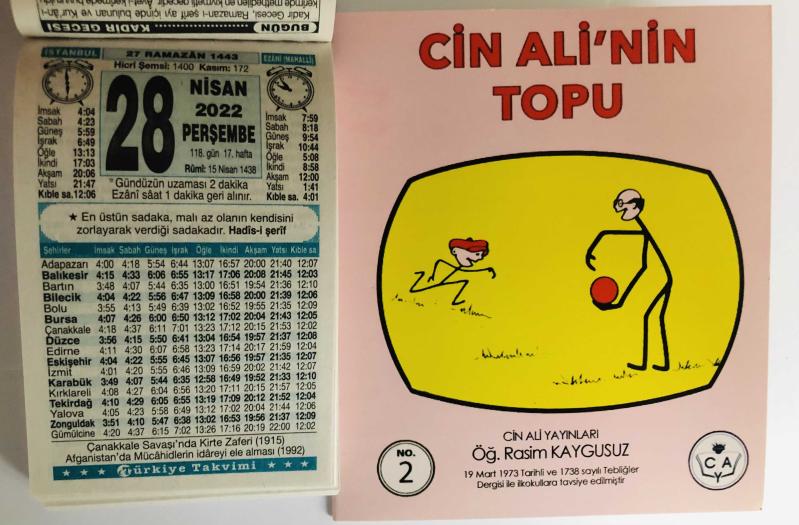 BUGÜN
KADİR GECESİ
Kadir Gecesi, Ramazan-ı şerîf ayı içinde bulunan ve Kur'ân-ı
kerîmde methedilen en kıymetli gecedir.
İSTANBUL
27 RAMAZÂN 1443
Hicrî Şemsî: 1400 Kasım: 172
EZÂNÎ (MAHALLÎ)
28
NİSAN
2022
PERŞEMBE
118. gün 17. hafta
Rûmî: 15 Nisan 1438
İmsak 4:04
Sabah 4:23
Güneş 5:59
İşrak 6:49
Öğle 13:13
İkindi 17:03
Akşam 20:06
Yatsı 21:47
Kıble sa. 12:06
İmsak 7:59
Sabah 8:18
Güneş 9:54
İşrak 10:44
Öğle 5:08
İkindi 8:58
Akşam 12:00
Yatsı 1:41
Kıble sa. 4:01
Gündüzün uzaması 2 dakika
Ezânî sâat 1 dakika geri alınır.
★ En üstün sadaka, malı az olanın kendisini
zorlayarak verdiği sadakadır. Hadîs-i şerîf
Şehirler İmsak Sabah Güneş İşrak Öğle İkindi Akşam Yatsı Kıble sa.
Adapazarı 4:00 4:18 5:54 6:44 13:07 16:57 20:00 21:40 12:07
Balıkesir 4:15 4:33 6:06 6:55 13:17 17:06 20:08 21:45 12:03
Bartın 3:48 4:07 5:44 6:35 13:00 16:51 19:54 21:36 12:10
Bilecik 4:04 4:22 5:56 6:47 13:09 16:58 20:00 21:39 12:06
Bolu 3:55 4:13 5:49 6:39 13:02 16:52 19:55 21:35 12:09
Bursa 4:07 4:26 6:00 6:50 13:12 17:02 20:04 21:43 12:05
Çanakkale 4:18 4:37 6:11 7:01 13:23 17:12 20:15 21:53 12:02
Düzce 3:56 4:15 5:50 6:41 13:04 16:54 19:57 21:37 12:08
Edirne 4:11 4:30 6:07 6:58 13:23 17:14 20:17 21:59 12:04
Eskişehir 4:04 4:22 5:55 6:45 13:07 16:56 19:57 21:35 12:07
İzmit 4:01 4:20 5:55 6:46 13:09 16:59 20:02 21:42 12:07
Karabük 3:49 4:07 5:44 6:35 12:58 16:49 19:52 21:33 12:10
Kırklareli 4:08 4:27 6:04 6:56 13:20 17:11 20:15 21:57 12:05
Tekirdağ 4:10 4:29 6:05 6:55 13:19 17:09 20:12 21:52 12:04
Yalova 4:05 4:23 5:58 6:49 13:12 17:02 20:04 21:44 12:06
Zonguldak 3:51 4:10 5:47 6:38 13:02 16:53 19:56 21:37 12:09
Gümülcine 4:20 4:37 6:15 7:02 13:26 17:16 20:19 22:00 12:02
Çanakkale Savaşı'nda Kirte Zaferi (1915)
Afganistan'da Mücâhidlerin idâreyi ele alması (1992)
Türkiye Takvimi
CİN ALİ'NİN
TOPU
CİN ALİ YAYINLARI
Öğ. Rasim KAYGUSUZ
19 Mart 1973 Tarihli ve 1738 sayılı Tebliğler
Dergisi ile ilkokullara tavsiye edilmiştir
NO.
2
C A
Y